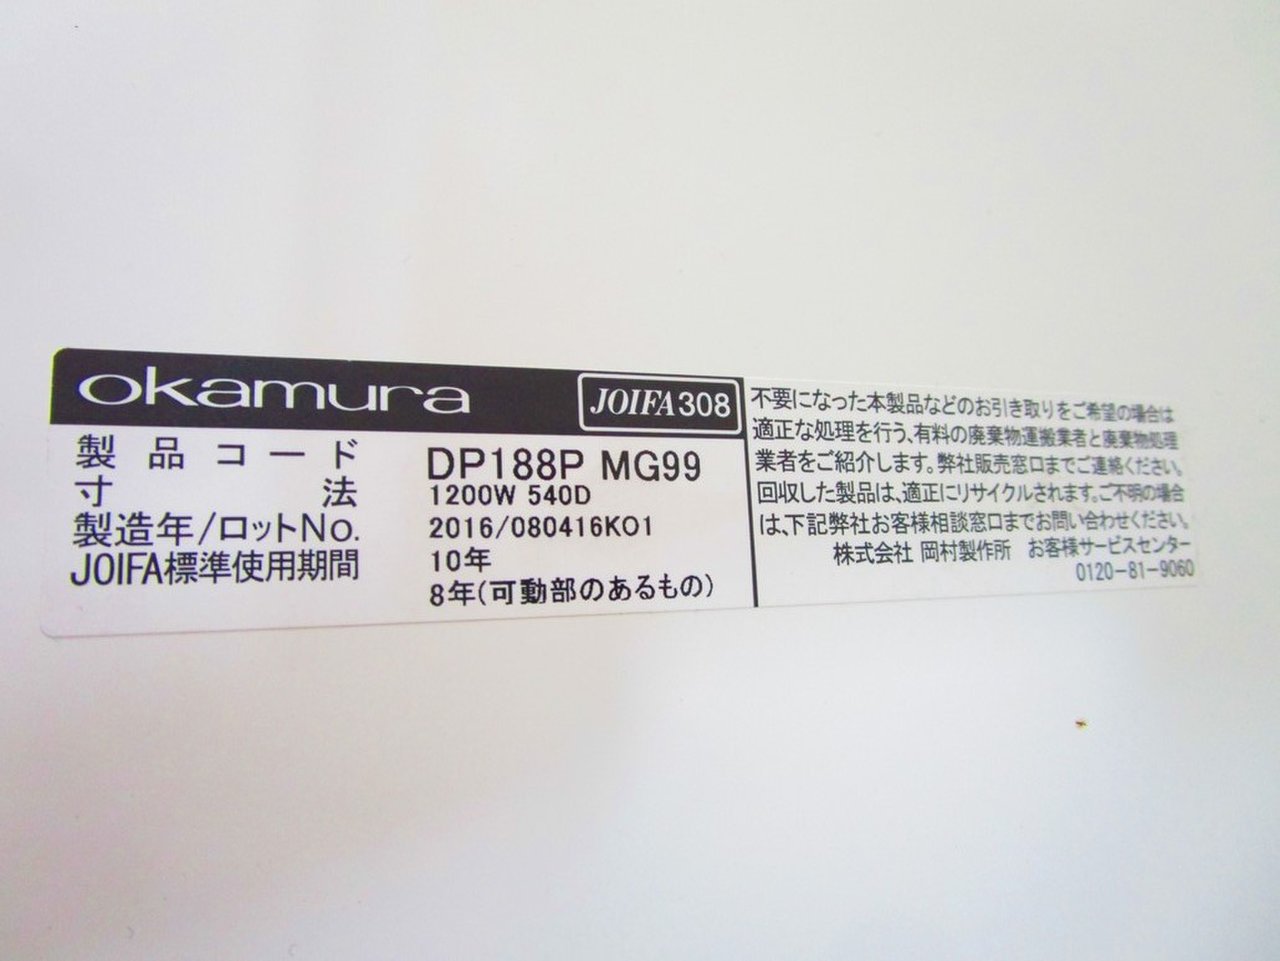 okamura
JOIFA308
製品コード DP188P MG99
寸法 1200W 540D
製造年/ロットNo. 2016/080416K01
JOIFA標準使用期間 10年
8年(可動部のあるもの)
不要になった本製品などのお引き取りをご希望の場合は
適正な処理を行う、有料の廃棄物運搬業者と廃棄物処理
業者をご紹介します。弊社販売窓口までご連絡ください。
回収した製品は、適正にリサイクルされます。ご不明の場合
は、下記弊社お客様相談窓口までお問い合わせください。
株式会社 岡村製作所 お客様サービスセンター
0120-81-9060